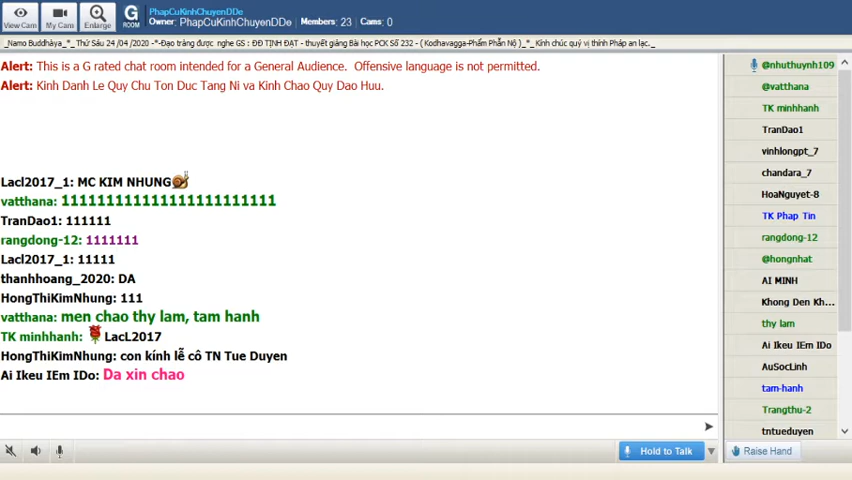 View Cam
My Cam
Enlarge
G
ROOM
PhapCuKinhChuyenDDe
Owner: PhapCuKinhChuyenDDe Members: 23 Cams: 0
_Namo Buddhàya_*_ Thứ Sáu 24 /04 /2020 -*-Đạo tràng được nghe GS : ĐĐ TỊNH ĐẠT - thuyết giảng Bài học PCK Số 232 - ( Kodhavagga-Phẩm Phẫn Nộ )_*_ Kính chúc quý vị thính Pháp an lạc._
Alert: This is a G rated chat room intended for a General Audience. Offensive language is not permitted.
Alert: Kinh Danh Le Quy Chu Ton Duc Tang Ni va Kinh Chao Quy Dao Huu.
Lacl2017_1: MC KIM NHUNG
vatthana: 1111111111111111111111111
TranDao1: 111111
rangdong-12: 1111111
Lacl2017_1: 11111
thanhhoang_2020: DA
HongThiKimNhung: 111
vatthana: men chao thy lam, tam hanh
TK minhhanh: LacL2017
HongThiKimNhung: con kính lễ cô TN Tue Duyen
Ai Ikeu IEm IDo: Da xin chao
@nhuthuynh109
@vatthana
TK minhhanh
TranDao1
vinhlongpt_7
chandara_7
HoaNguyet-8
TK Phap Tin
rangdong-12
@hongnhat
AI MINH
Khong Den Kh...
thy lam
Ai Ikeu IEm IDo
AuSocLinh
tam-hanh
Trangthu-2
tntueduyen
Hold to Talk
Raise Hand